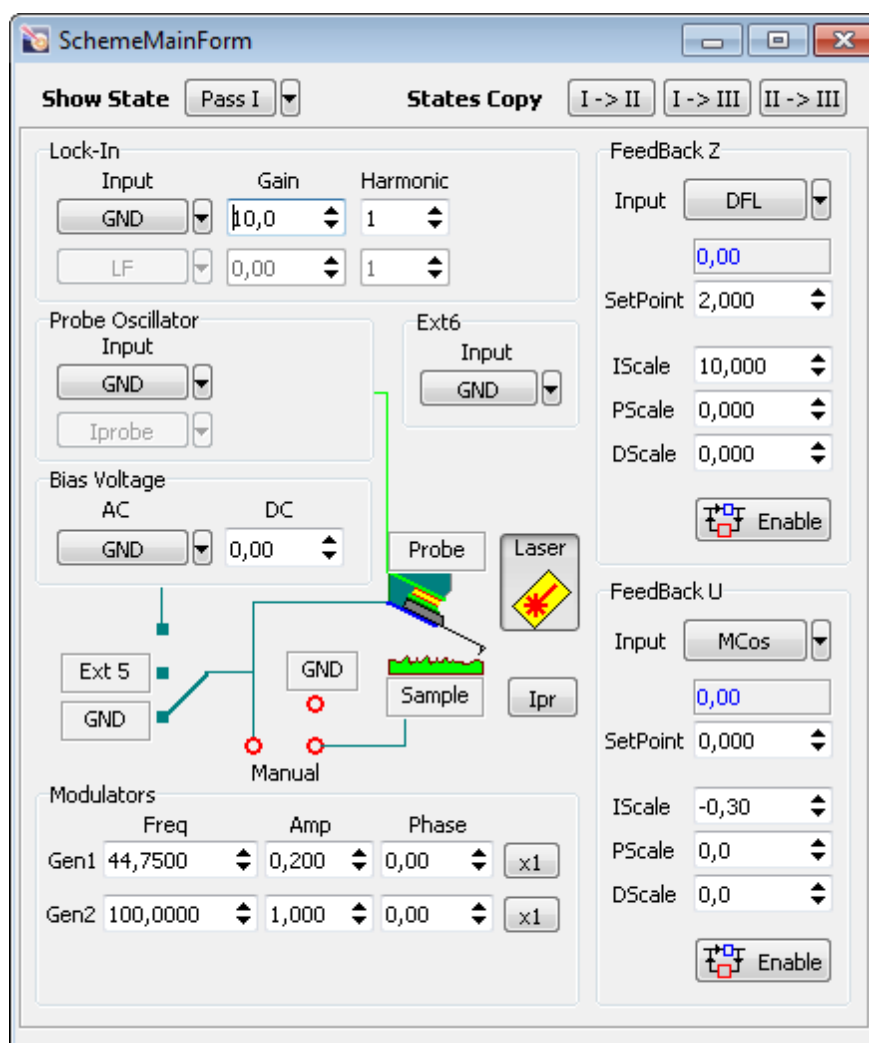 SchemeMainForm
Show State Pass I States Copy I -> II I -> III II -> III
Lock-In
Input Gain Harmonic
GND 10,0 1
LF 0,00 1
Probe Oscillator
Input
GND
Iprobe
Ext6
Input
GND
Bias Voltage
AC DC
GND 0,00
Probe
Laser
Ext 5
GND
GND
Sample
Ipr
Manual
Modulators
Freq Amp Phase
Gen1 44,7500 0,200 0,00 x1
Gen2 100,0000 1,000 0,00 x1
FeedBack Z
Input DFL
0,00
SetPoint 2,000
IScale 10,000
PScale 0,000
DScale 0,000
Enable
FeedBack U
Input MCos
0,00
SetPoint 0,000
IScale -0,30
PScale 0,0
DScale 0,0
Enable